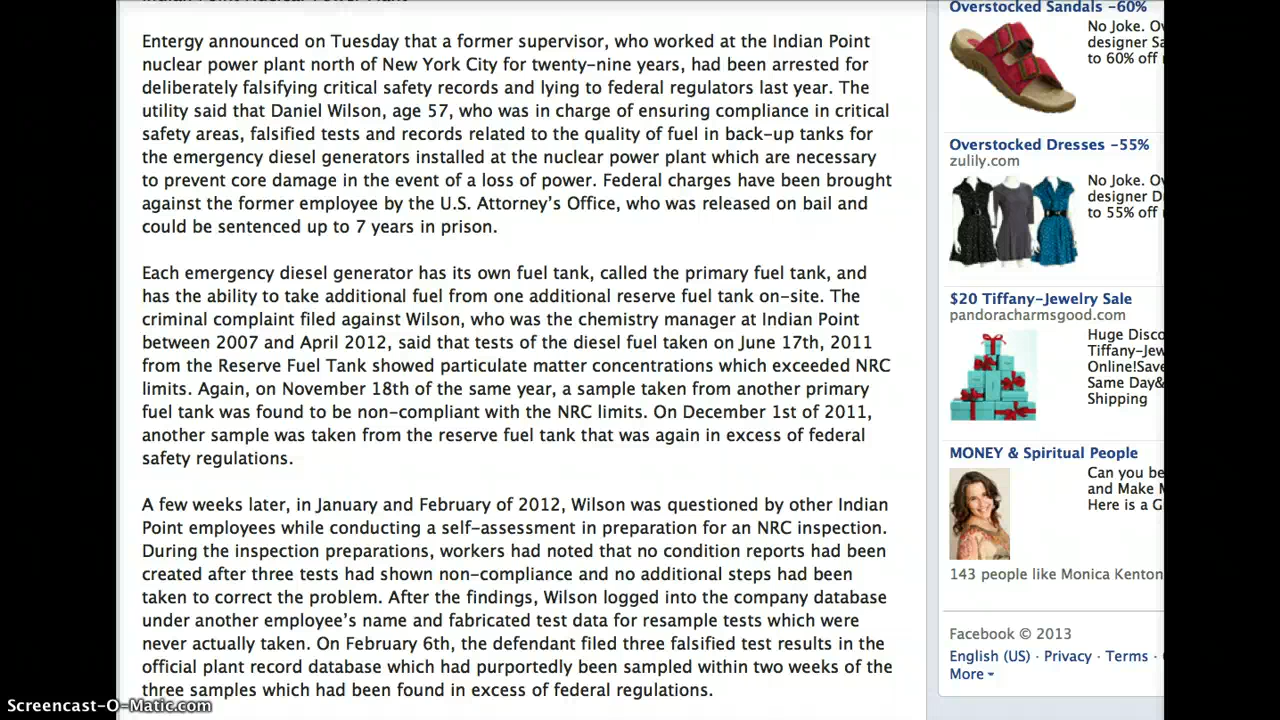 Entergy announced on Tuesday that a former supervisor, who worked at the Indian Point
nuclear power plant north of New York City for twenty-nine years, had been arrested for
deliberately falsifying critical safety records and lying to federal regulators last year. The
utility said that Daniel Wilson, age 57, who was in charge of ensuring compliance in critical
safety areas, falsified tests and records related to the quality of fuel in back-up tanks for
the emergency diesel generators installed at the nuclear power plant which are necessary
to prevent core damage in the event of a loss of power. Federal charges have been brought
against the former employee by the U.S. Attorney's Office, who was released on bail and
could be sentenced up to 7 years in prison.
Each emergency diesel generator has its own fuel tank, called the primary fuel tank, and
has the ability to take additional fuel from one additional reserve fuel tank on-site. The
criminal complaint filed against Wilson, who was the chemistry manager at Indian Point
between 2007 and April 2012, said that tests of the diesel fuel taken on June 17th, 2011
from the Reserve Fuel Tank showed particulate matter concentrations which exceeded NRC
limits. Again, on November 18th of the same year, a sample taken from another primary
fuel tank was found to be non-compliant with the NRC limits. On December 1st of 2011,
another sample was taken from the reserve fuel tank that was again in excess of federal
safety regulations.
A few weeks later, in January and February of 2012, Wilson was questioned by other Indian
Point employees while conducting a self-assessment in preparation for an NRC inspection.
During the inspection preparations, workers had noted that no condition reports had been
created after three tests had shown non-compliance and no additional steps had been
taken to correct the problem. After the findings, Wilson logged into the company database
under another employee's name and fabricated test data for resample tests which were
never actually taken. On February 6th, the defendant filed three falsified test results in the
official plant record database which had purportedly been sampled within two weeks of the
three samples which had been found in excess of federal regulations.
Overstocked Sandals -60%
No Joke. Ov
designer Sa
to 60% off
Overstocked Dresses -55%
zulily.com
No Joke. Ov
designer D
to 55% off
$20 Tiffany-Jewelry Sale
pandoracharmsgood.com
Huge Disco
Tiffany-Jew
Online!Save
Same Day&
Shipping
MONEY & Spiritual People
Can you be
and Make M
Here is a G
143 people like Monica Kenton
Facebook © 2013
English (US) · Privacy · Terms ·
More
Screencast-O-Matic.com